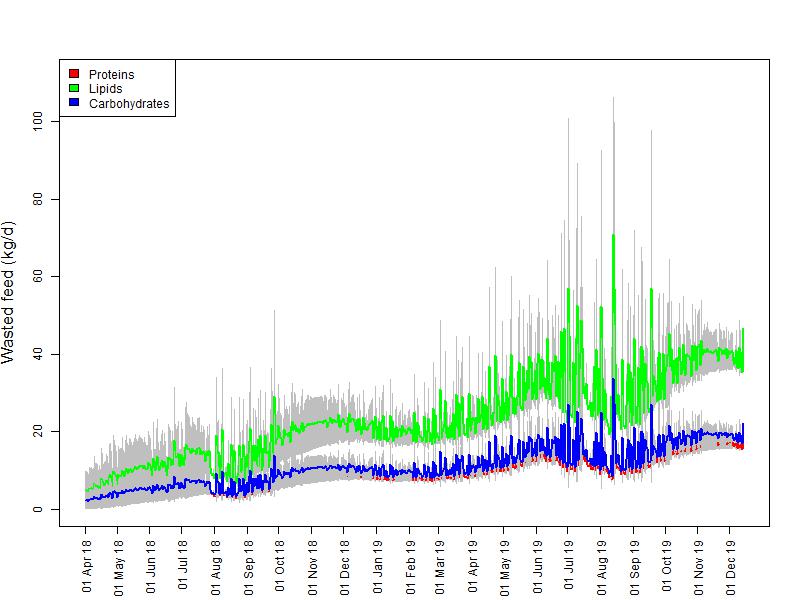 Proteins
Lipids
Carbohydrates
Wasted feed (kg/d)
100
80
60
40
20
0
01 Apr 18
01 May 18
01 Jun 18
01 Jul 18
01 Aug 18
01 Sep 18
01 Oct 18
01 Nov 18
01 Dec 18
01 Jan 19
01 Feb 19
01 Mar 19
01 Apr 19
01 May 19
01 Jun 19
01 Jul 19
01 Aug 19
01 Sep 19
01 Oct 19
01 Nov 19
01 Dec 19